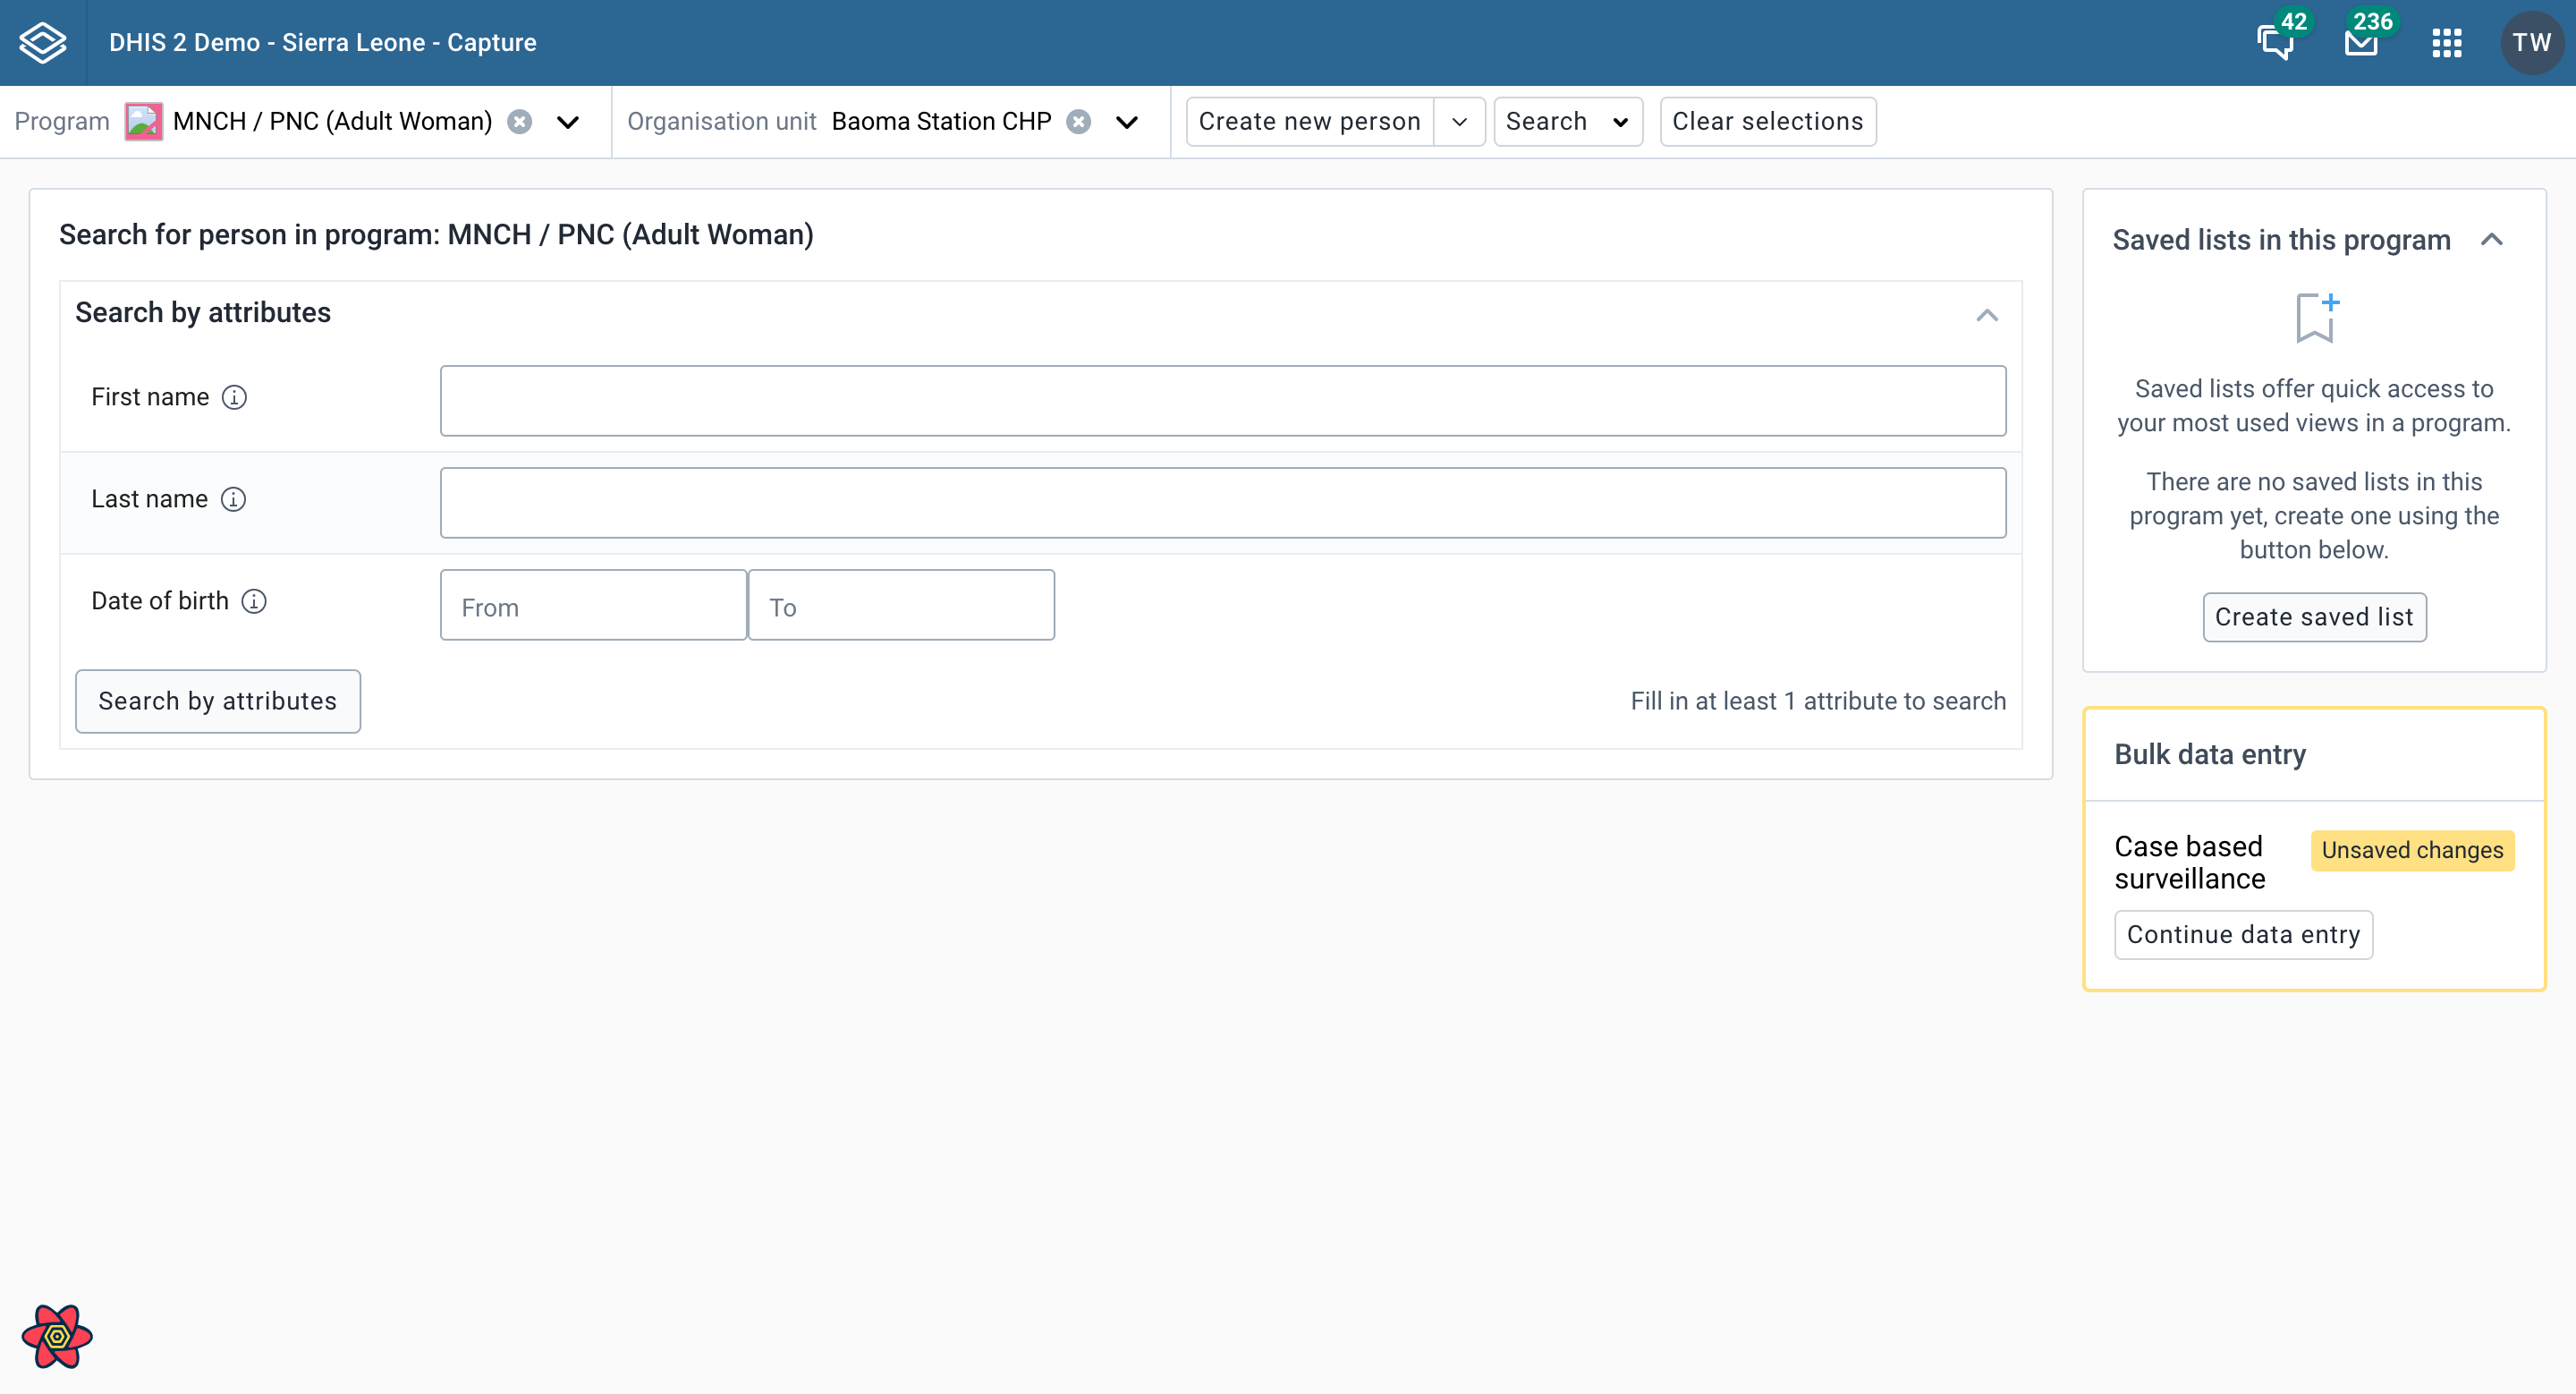 DHIS 2 Demo - Sierra Leone - Capture
42
236
TW
Program
MNCH / PNC (Adult Woman)
Organisation unit
Baoma Station CHP
Create new person
Search
Clear selections
Search for person in program: MNCH / PNC (Adult Woman)
Search by attributes
First name
Last name
Date of birth
From
To
Search by attributes
Fill in at least 1 attribute to search
Saved lists in this program
Saved lists offer quick access to
your most used views in a program.
There are no saved lists in this
program yet, create one using the
button below.
Create saved list
Bulk data entry
Case based
surveillance
Unsaved changes
Continue data entry